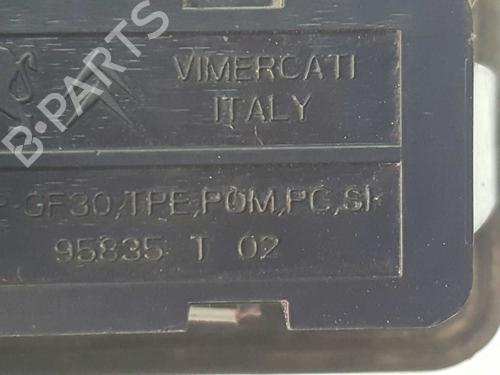 B-PARTS
VIMERCATI
ITALY
GF30,TPE,POM,PC,SI
95835 T 02